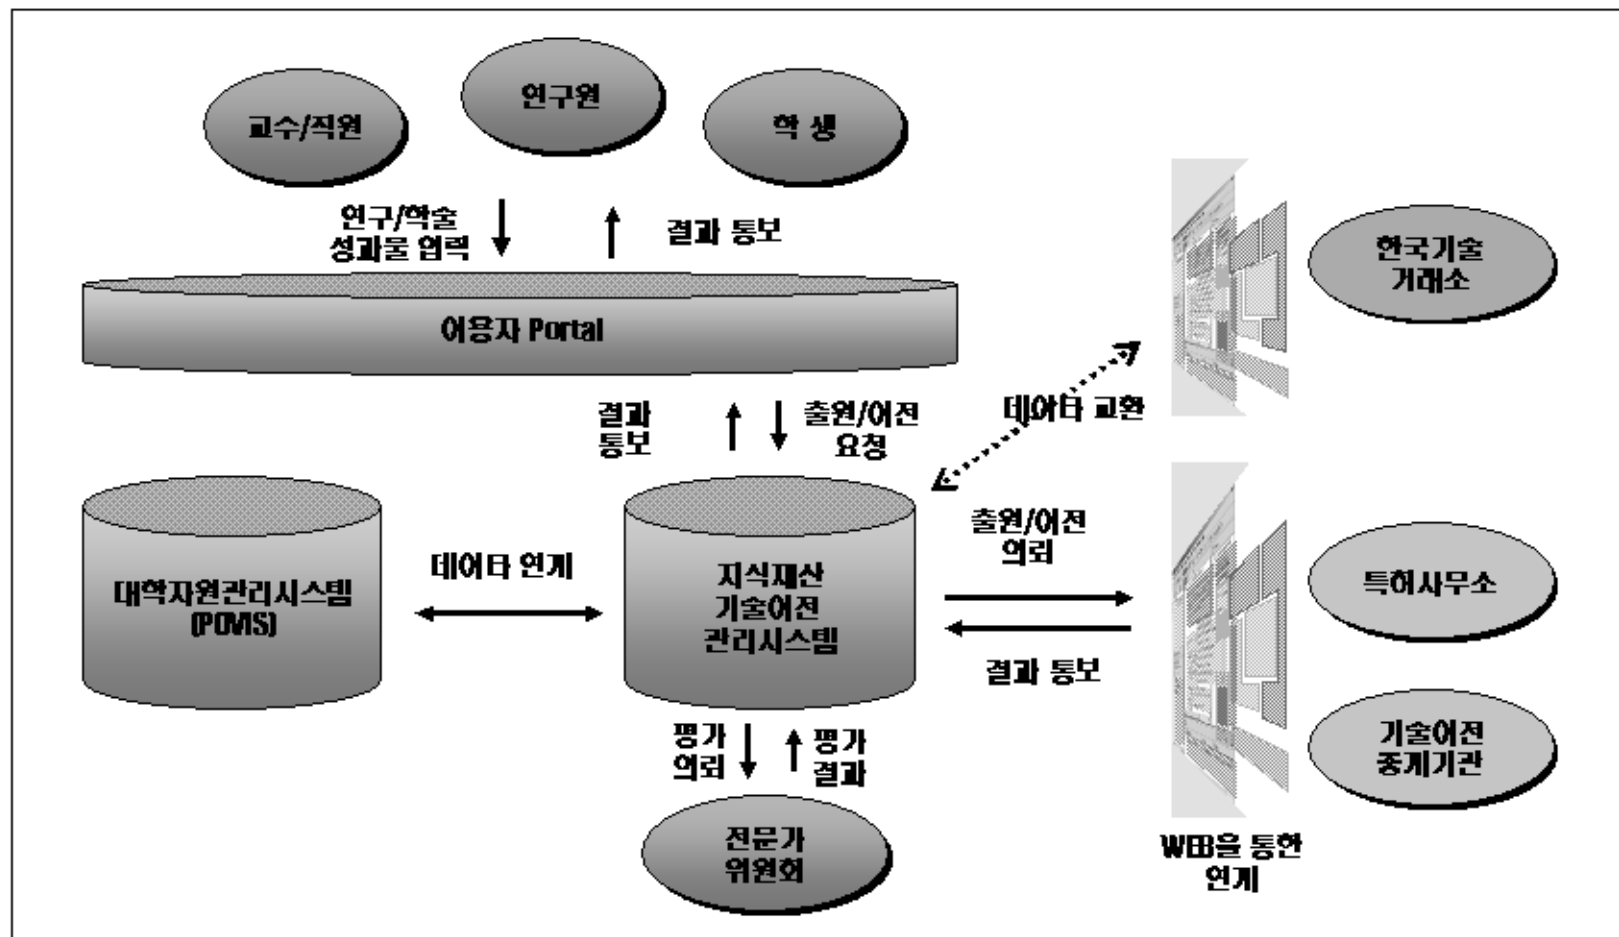 연구원
교수/직원
학 생
연구/학술
성과물 입력
결과 통보
이용자 Portal
한국기술
거래소
데이타 교환
결과
통보
출원/이전
요청
대학자원관리시스템
(POVIS)
데이타 연계
지식재산
기술이전
관리시스템
출원/이전
의뢰
결과 통보
특허사무소
기술이전
중계기관
평가
의뢰
평가
결과
전문가
위원회
WEB을 통한
연계